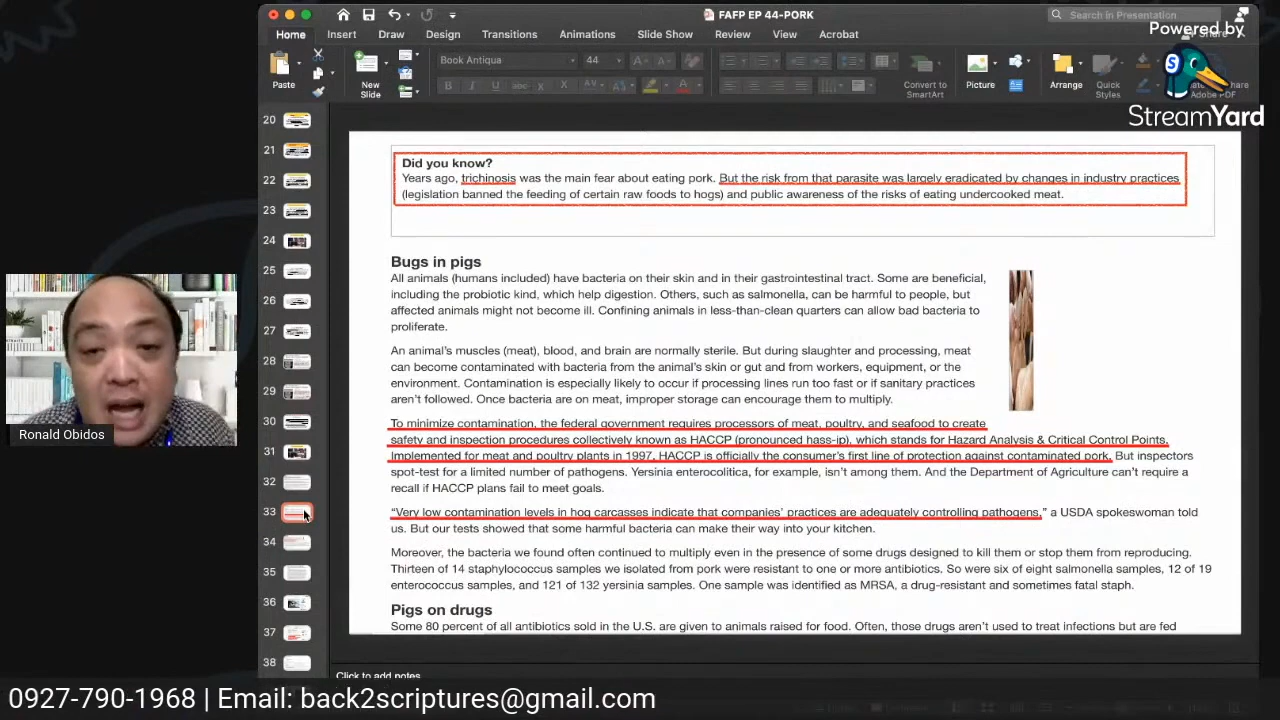 FAFP EP 44-PORK
Search in Presentation
Powered by
Home Insert Draw Design Transitions Animations Slide Show Review View Acrobat
StreamYard
Paste
New Slide
Book Antiqua 44
Convert to SmartArt
Picture
Arrange
Quick Styles
Adobe PDF
20
21
22
23
24
25
26
27
28
29
30
31
32
33
34
35
36
37
38
Did you know?
Years ago, trichinosis was the main fear about eating pork. But the risk from that parasite was largely eradicated by changes in industry practices
(legislation banned the feeding of certain raw foods to hogs) and public awareness of the risks of eating undercooked meat.
Bugs in pigs
All animals (humans included) have bacteria on their skin and in their gastrointestinal tract. Some are beneficial,
including the probiotic kind, which help digestion. Others, such as salmonella, can be harmful to people, but
affected animals might not become ill. Confining animals in less-than-clean quarters can allow bad bacteria to
proliferate.
An animal's muscles (meat), blood, and brain are normally sterile. But during slaughter and processing, meat
can become contaminated with bacteria from the animal's skin or gut and from workers, equipment, or the
environment. Contamination is especially likely to occur if processing lines run too fast or if sanitary practices
aren't followed. Once bacteria are on meat, improper storage can encourage them to multiply.
To minimize contamination, the federal government requires processors of meat, poultry, and seafood to create
safety and inspection procedures collectively known as HACCP (pronounced hass-ip), which stands for Hazard Analysis & Critical Control Points.
Implemented for meat and poultry plants in 1997, HACCP is officially the consumer's first line of protection against contaminated pork. But inspectors
spot-test for a limited number of pathogens. Yersinia enterocolitica, for example, isn't among them. And the Department of Agriculture can't require a
recall if HACCP plans fail to meet goals.
“Very low contamination levels in hog carcasses indicate that companies' practices are adequately controlling pathogens,” a USDA spokeswoman told
us. But our tests showed that some harmful bacteria can make their way into your kitchen.
Moreover, the bacteria we found often continued to multiply even in the presence of some drugs designed to kill them or stop them from reproducing.
Thirteen of 14 staphylococcus samples we isolated from pork were resistant to one or more antibiotics. So were six of eight salmonella samples, 12 of 19
enterococcus samples, and 121 of 132 yersinia samples. One sample was identified as MRSA, a drug-resistant and sometimes fatal staph.
Pigs on drugs
Some 80 percent of all antibiotics sold in the U.S. are given to animals raised for food. Often, those drugs aren't used to treat infections but are fed
Ronald Obidos
Click to add notes
0927-790-1968 | Email: back2scriptures@gmail.com